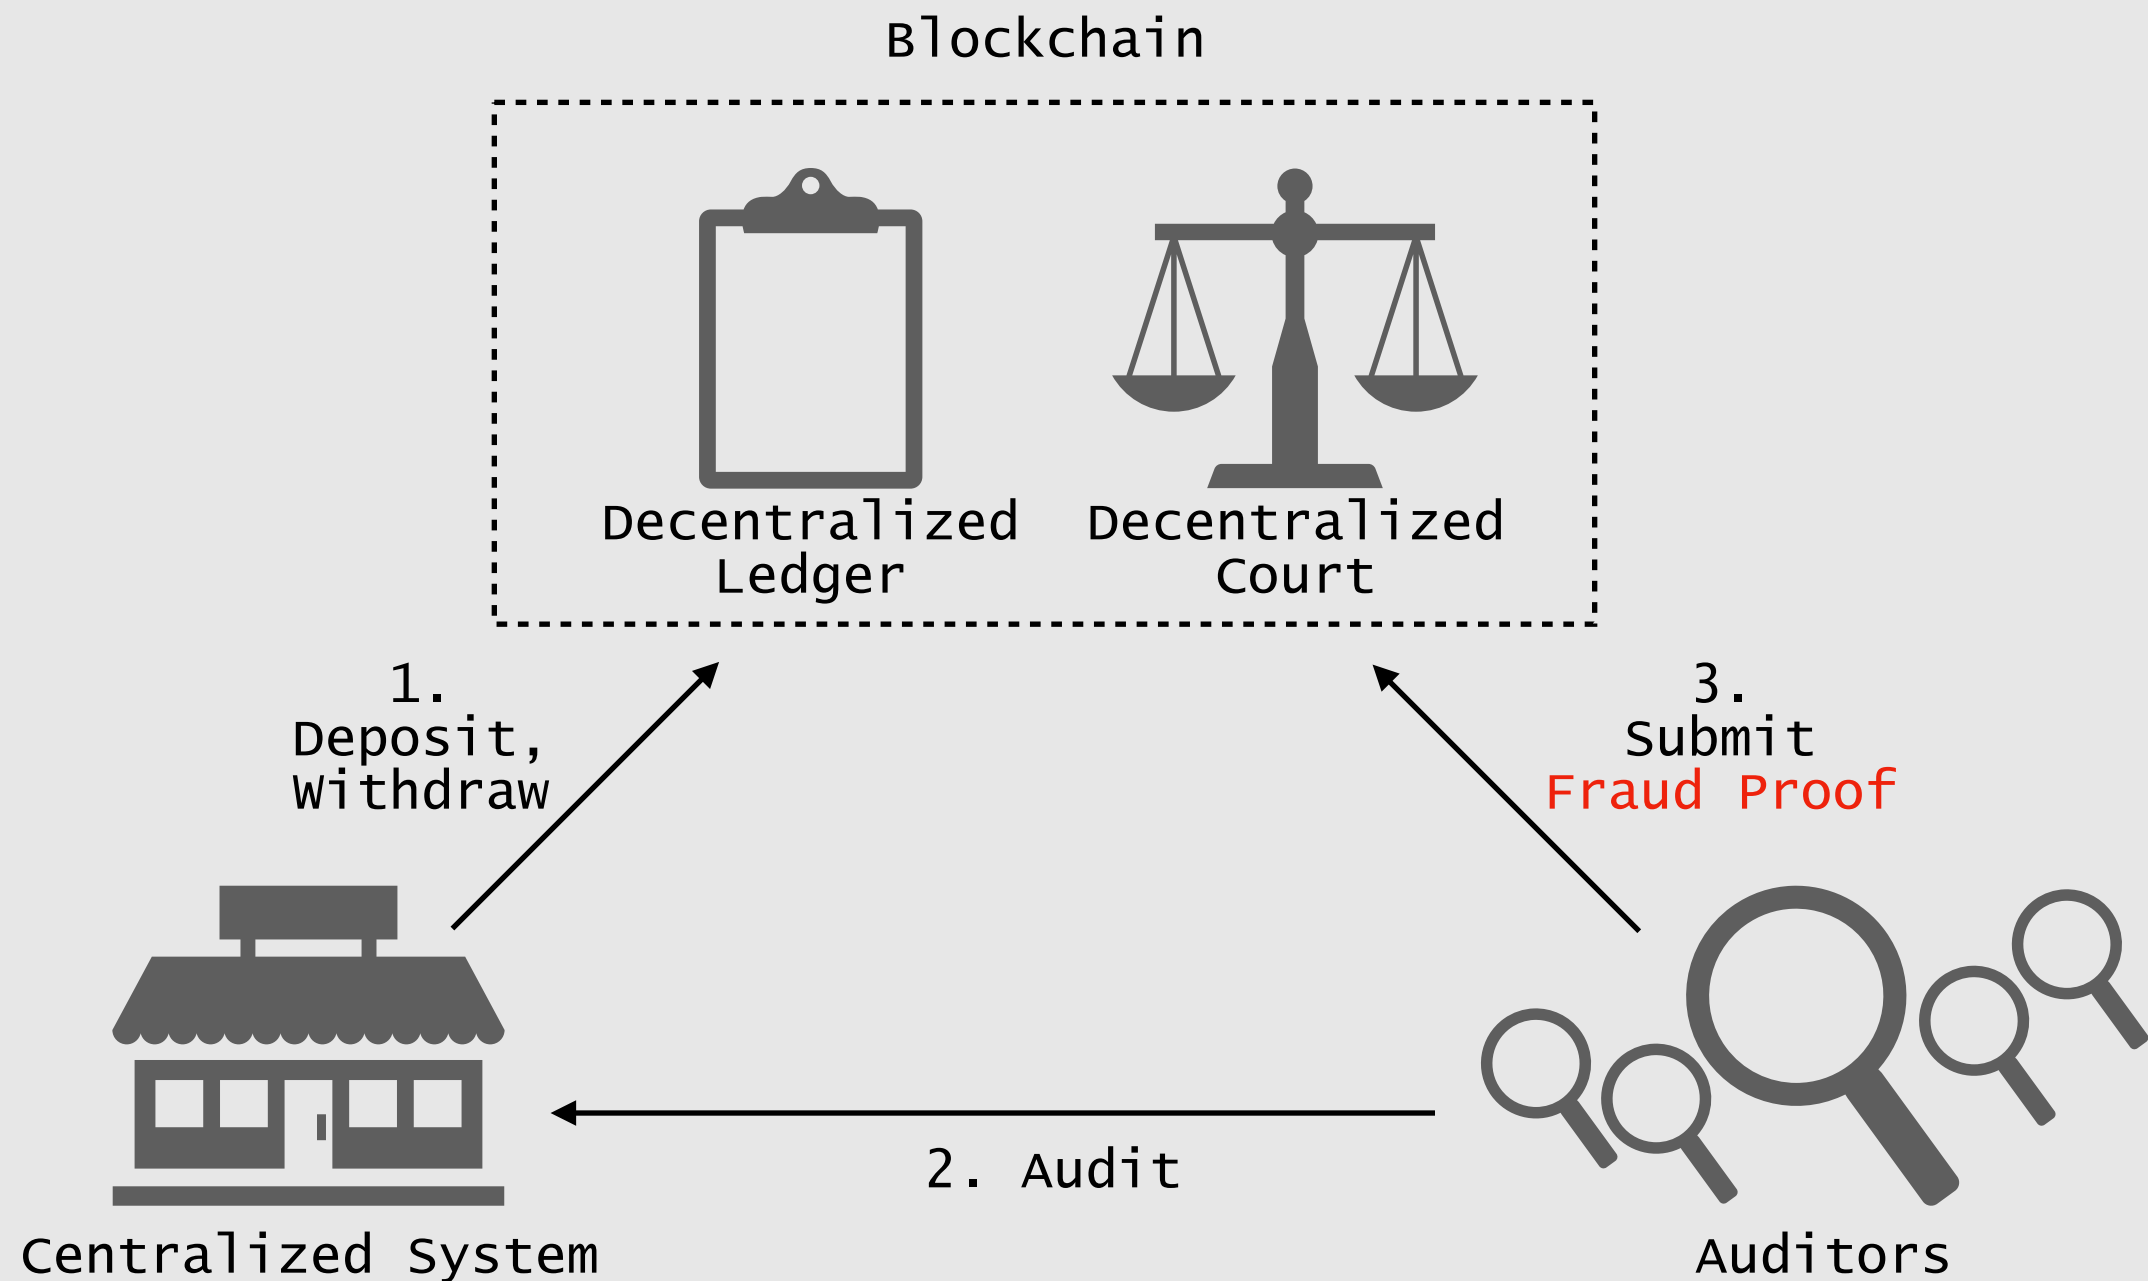 Blockchain
Decentralized
Ledger
Decentralized
Court
1.
Deposit,
Withdraw
3.
Submit
Fraud Proof
2. Audit
Centralized System
Auditors